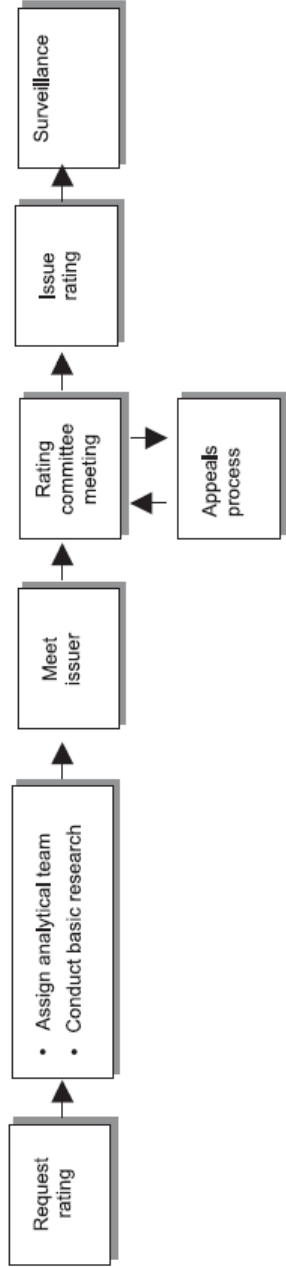 Request
rating
• Assign analytical team
• Conduct basic research
Meet
issuer
Rating
committee
meeting
Appeals
process
Issue
rating
Surveillance